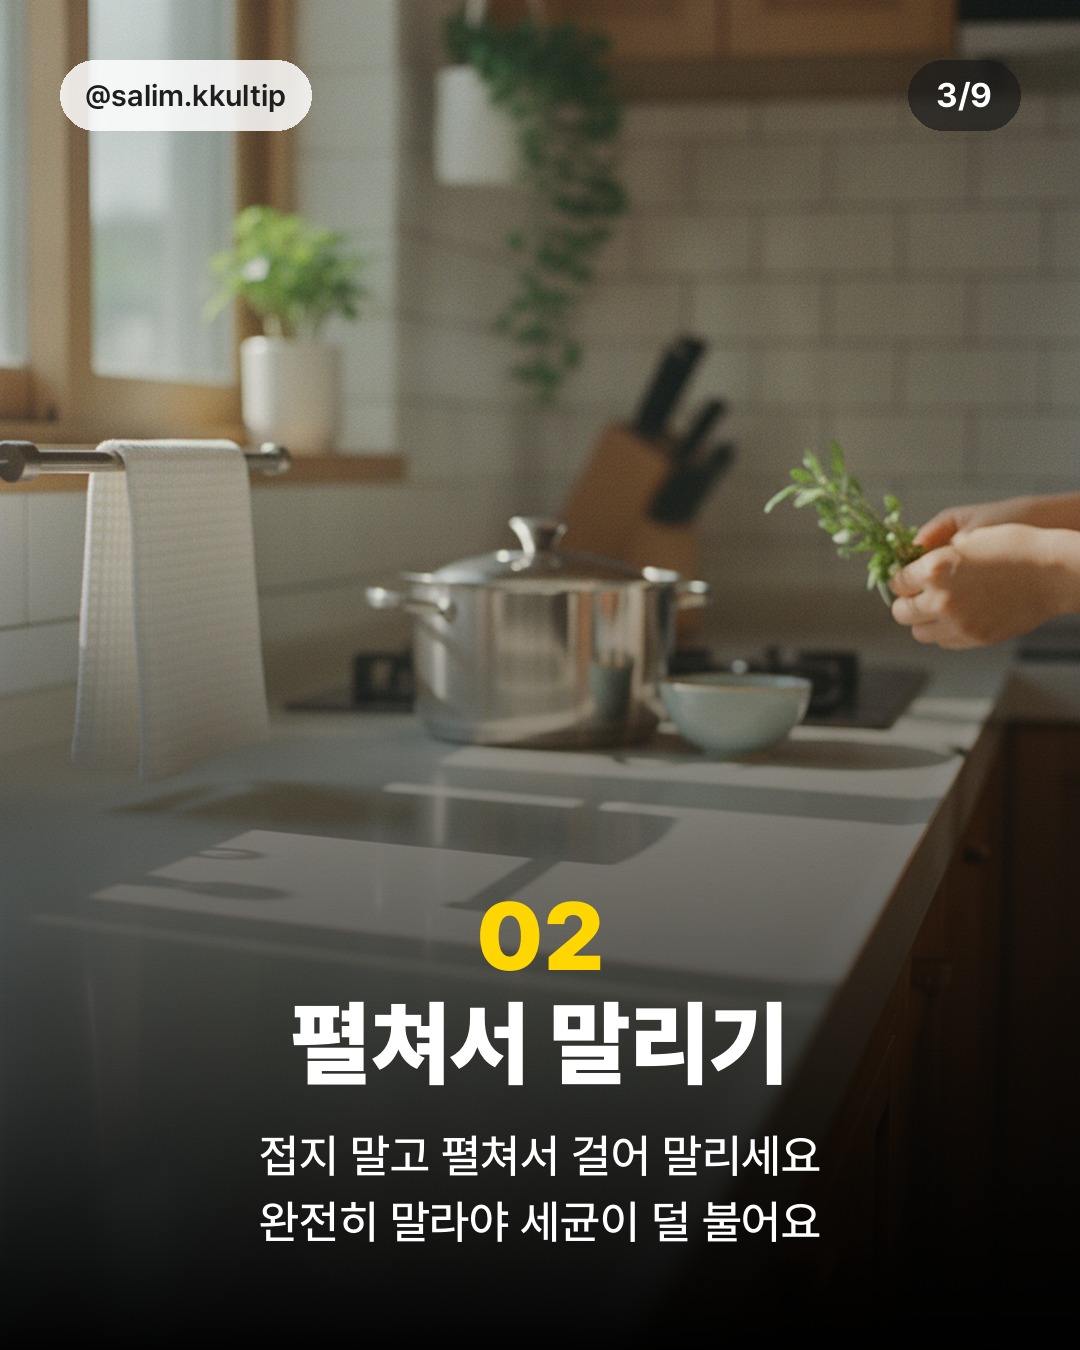 @salim.kkultip
3/9
02
펼쳐서 말리기
접지 말고 펼쳐서 걸어 말리세요
완전히 말라야 세균이 덜 불어요